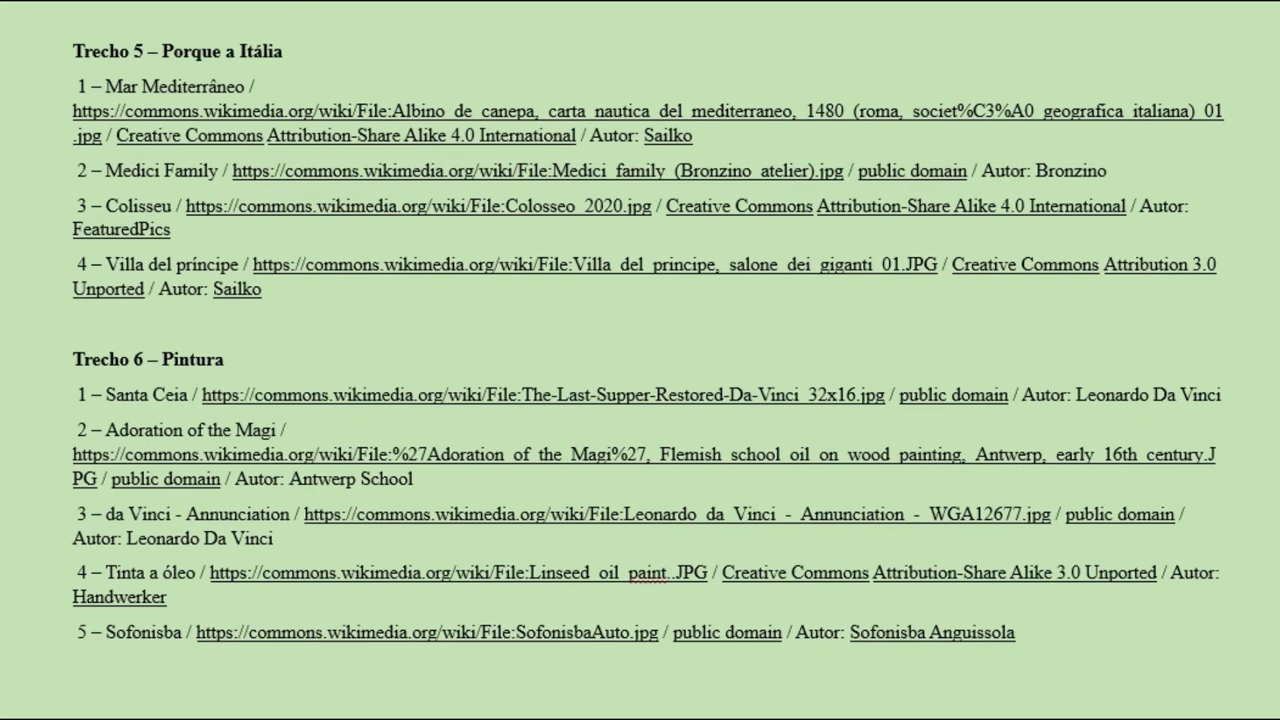 Trecho 5 – Porque a Itália
1 – Mar Mediterrâneo /
https://commons.wikimedia.org/wiki/File:Albino_de_canepa,_carta_nautica_del_mediterraneo,_1480_(roma,_societ%C3%A0_geografica_italiana)_01
.jpg / Creative Commons Attribution-Share Alike 4.0 International / Autor: Sailko
2 – Medici Family / https://commons.wikimedia.org/wiki/File:Medici_family_(Bronzino_atelier).jpg / public domain / Autor: Bronzino
3 – Colisseu / https://commons.wikimedia.org/wiki/File:Colosseo_2020.jpg / Creative Commons Attribution-Share Alike 4.0 International / Autor:
FeaturedPics
4 – Villa del príncipe / https://commons.wikimedia.org/wiki/File:Villa_del_principe,_salone_dei_giganti_01.JPG / Creative Commons Attribution 3.0
Unported / Autor: Sailko
Trecho 6 – Pintura
1 – Santa Ceia / https://commons.wikimedia.org/wiki/File:The-Last-Supper-Restored-Da-Vinci_32x16.jpg / public domain / Autor: Leonardo Da Vinci
2 – Adoration of the Magi /
https://commons.wikimedia.org/wiki/File:%27Adoration_of_the_Magi%27,_Flemish_school_oil_on_wood_painting,_Antwerp,_early_16th_century.J
PG / public domain / Autor: Antwerp School
3 – da Vinci - Annunciation / https://commons.wikimedia.org/wiki/File:Leonardo_da_Vinci_-_Annunciation_-_WGA12677.jpg / public domain /
Autor: Leonardo Da Vinci
4 – Tinta a óleo / https://commons.wikimedia.org/wiki/File:Linseed_oil_paint..JPG / Creative Commons Attribution-Share Alike 3.0 Unported / Autor:
Handwerker
5 – Sofonisba / https://commons.wikimedia.org/wiki/File:SofonisbaAuto.jpg / public domain / Autor: Sofonisba Anguissola